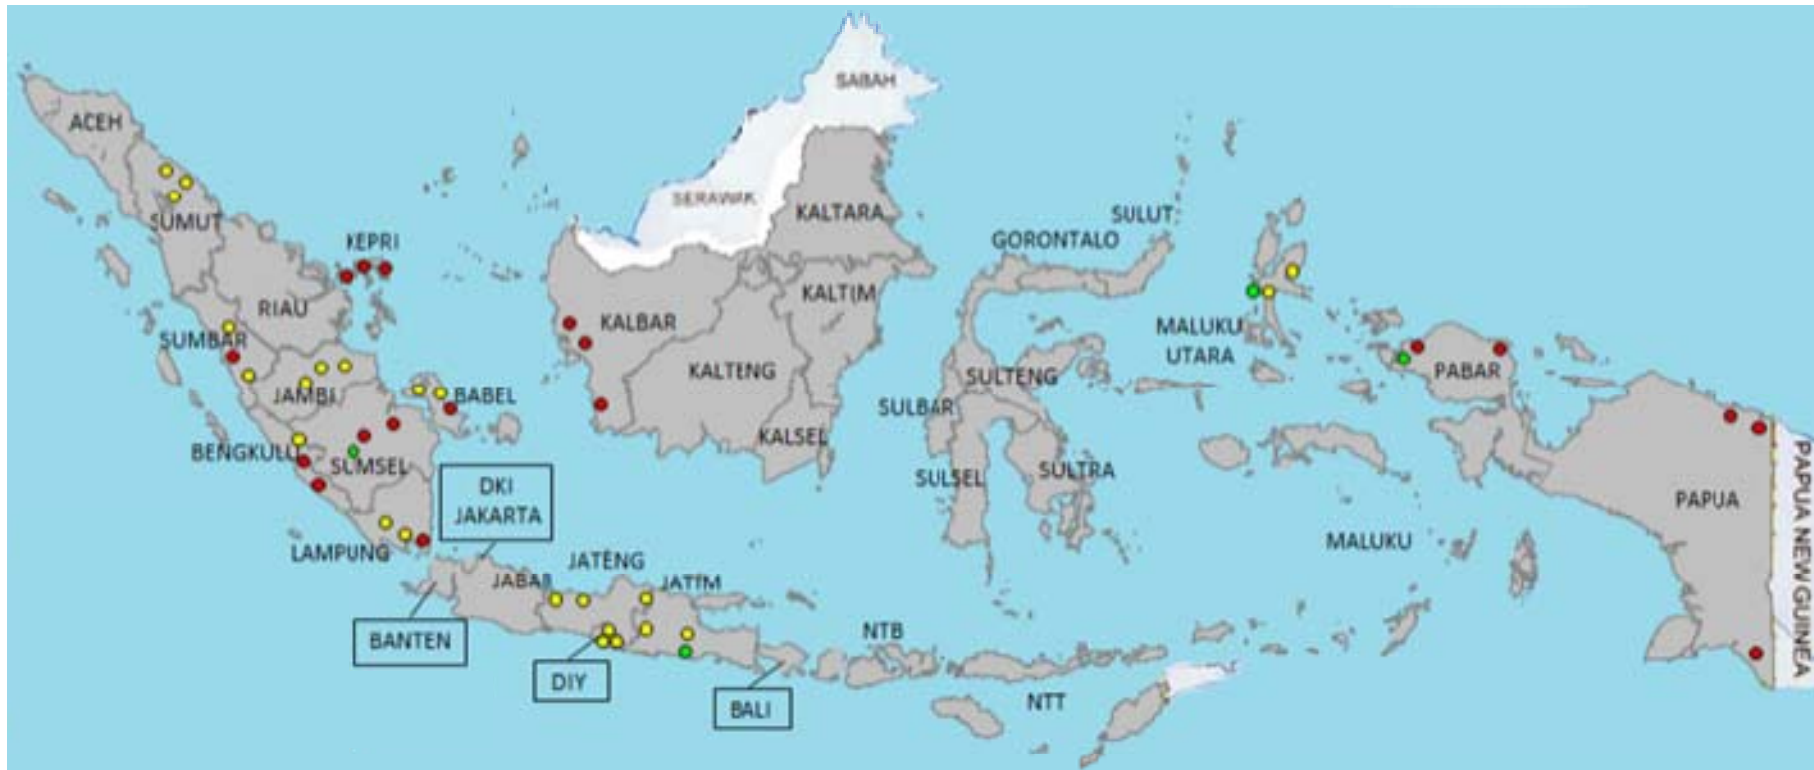 SABAH
ACEH
SERAWAK
KALTARA
SULUT
SUMUT
KEPRI
GORONTALO
RIAU
KALTIM
KALBAR
SUMBAR
MALUKU
UTARA
KALTENG
PABAR
SULTENG
JAMBI
BABEL
SULBAR
KALSEL
BENGKULU
SUMSEL
SULSEL
SULTRA
DKI
JAKARTA
PAPUA
PAPUA NEW GUINEA
LAMPUNG
MALUKU
JATENG
JABAR
JATIM
BANTEN
NTB
DIY
BALI
NTT